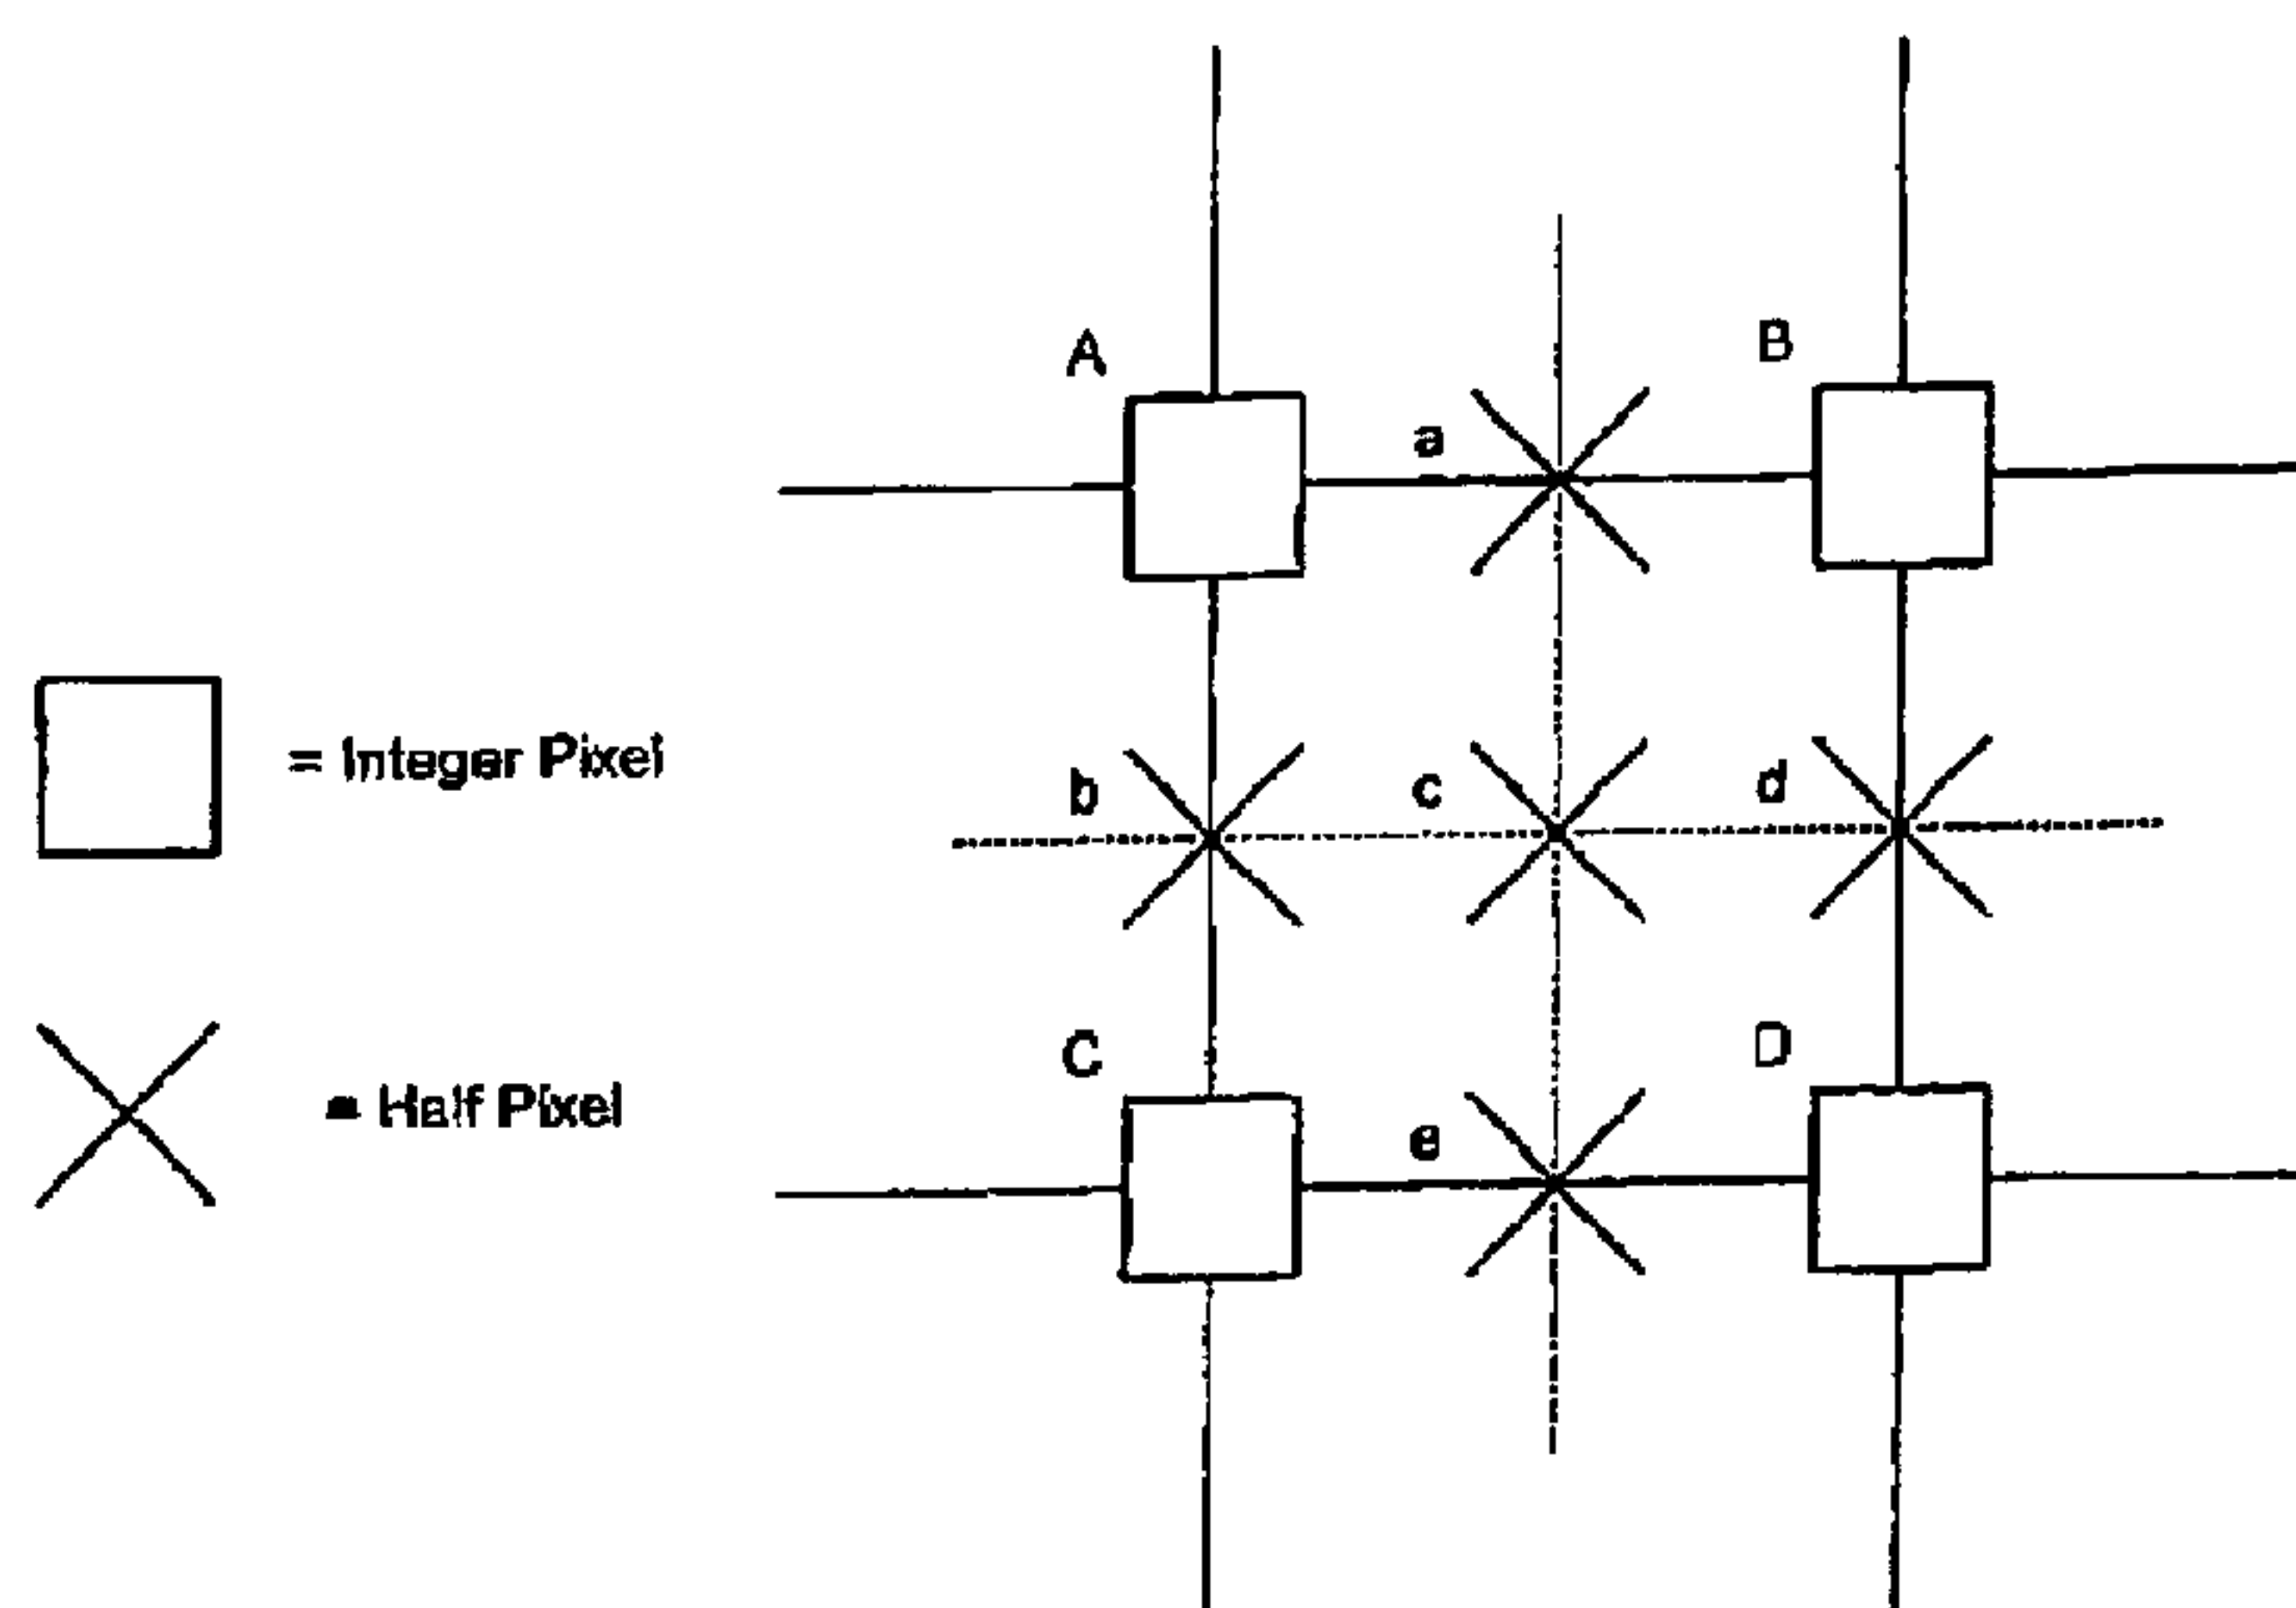 A
B
a
= Integer Pixel
b
c
d
C
D
= Half Pixel
e